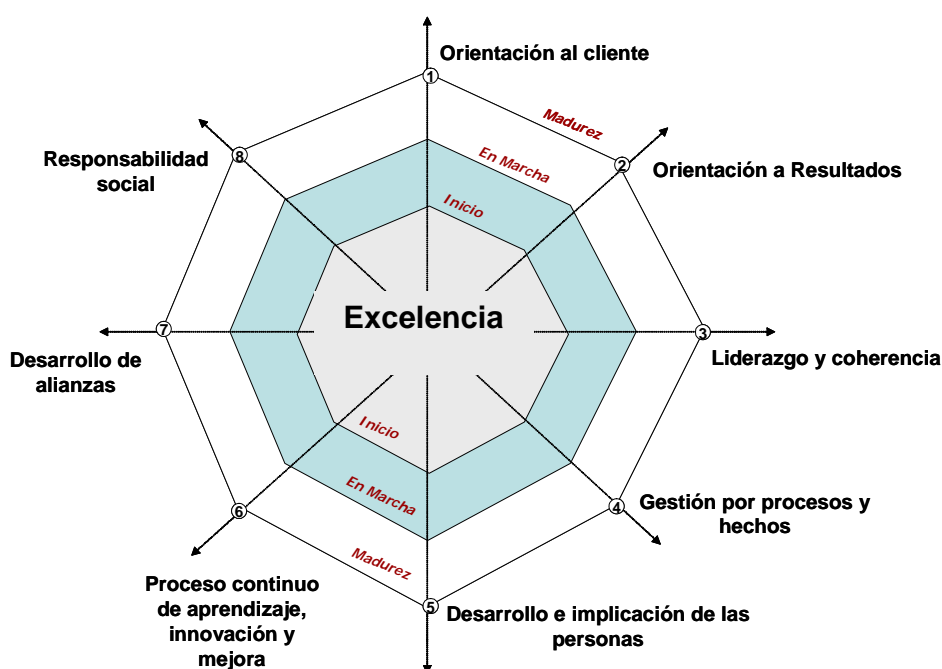 Orientación al cliente
1
Madurez
2
Orientación a Resultados
8
Responsabilidad
social
En Marcha
Inicio
Excelencia
7
Desarrollo de
alianzas
3
Liderazgo y coherencia
Inicio
En Marcha
Madurez
6
Proceso continuo
de aprendizaje,
innovación y
mejora
4
Gestión por procesos y
hechos
5
Desarrollo e implicación de las
personas